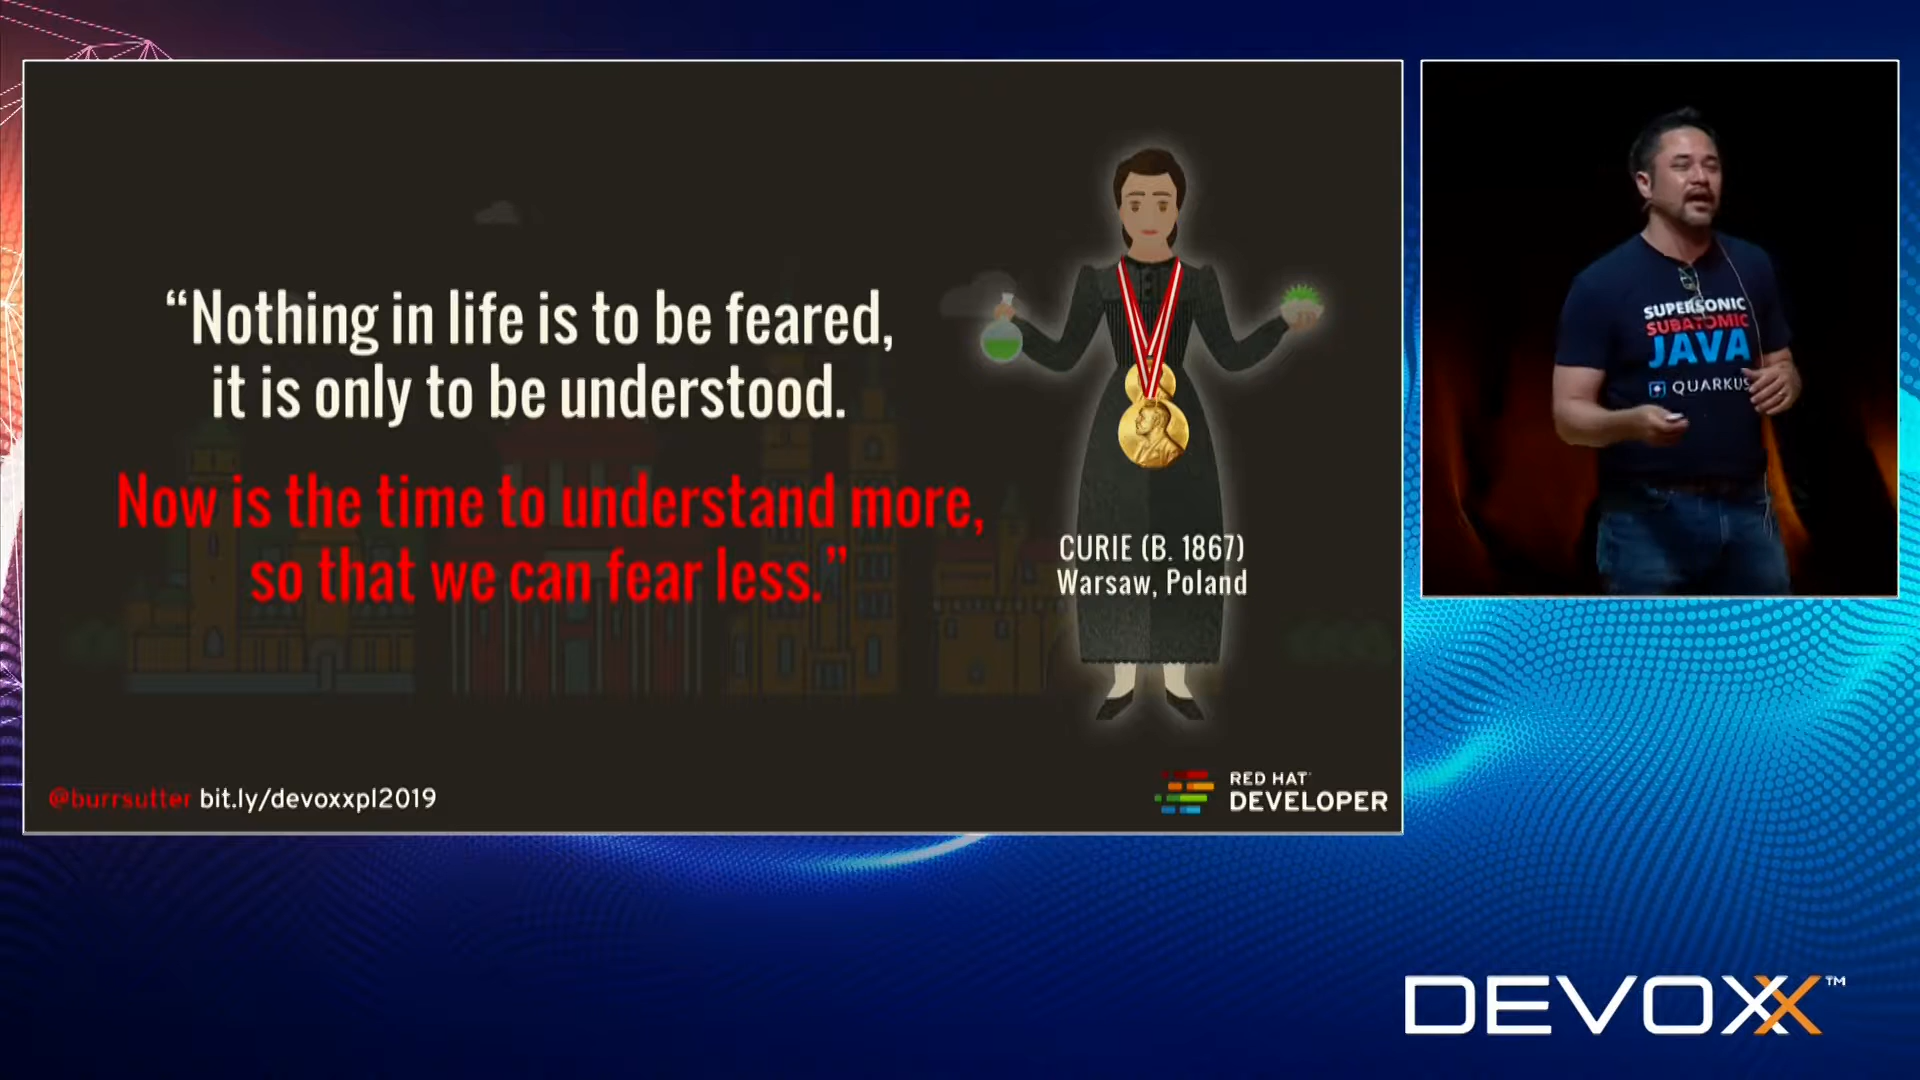 “Nothing in life is to be feared,
it is only to be understood.
Now is the time to understand more,
so that we can fear less.”
CURIE (B. 1867)
Warsaw, Poland
@burrsutter bit.ly/devoxxpl2019
RED HAT
DEVELOPER
SUPERSONIC
SUBATOMIC
JAVA
QUARKUS
DEVOXX™